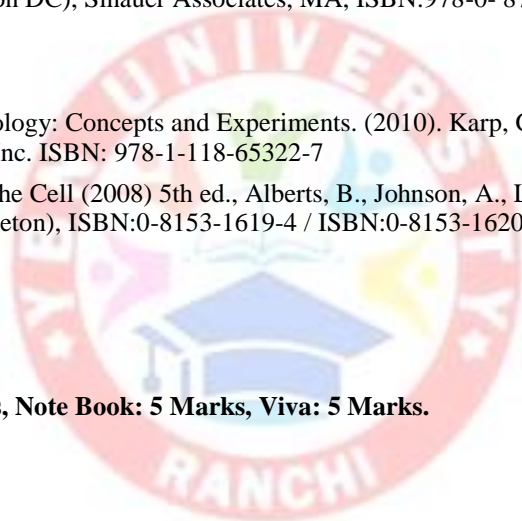 on DC), Sinauer Associates, MA, ISBN:978-0- 8
UNIVERSITY
ology: Concepts and Experiments. (2010). Karp,
nc. ISBN: 978-1-118-65322-7
he Cell (2008) 5th ed., Alberts, B., Johnson, A., L
eton), ISBN:0-8153-1619-4 / ISBN:0-8153-1620
, Note Book: 5 Marks, Viva: 5 Marks.
RANCHI